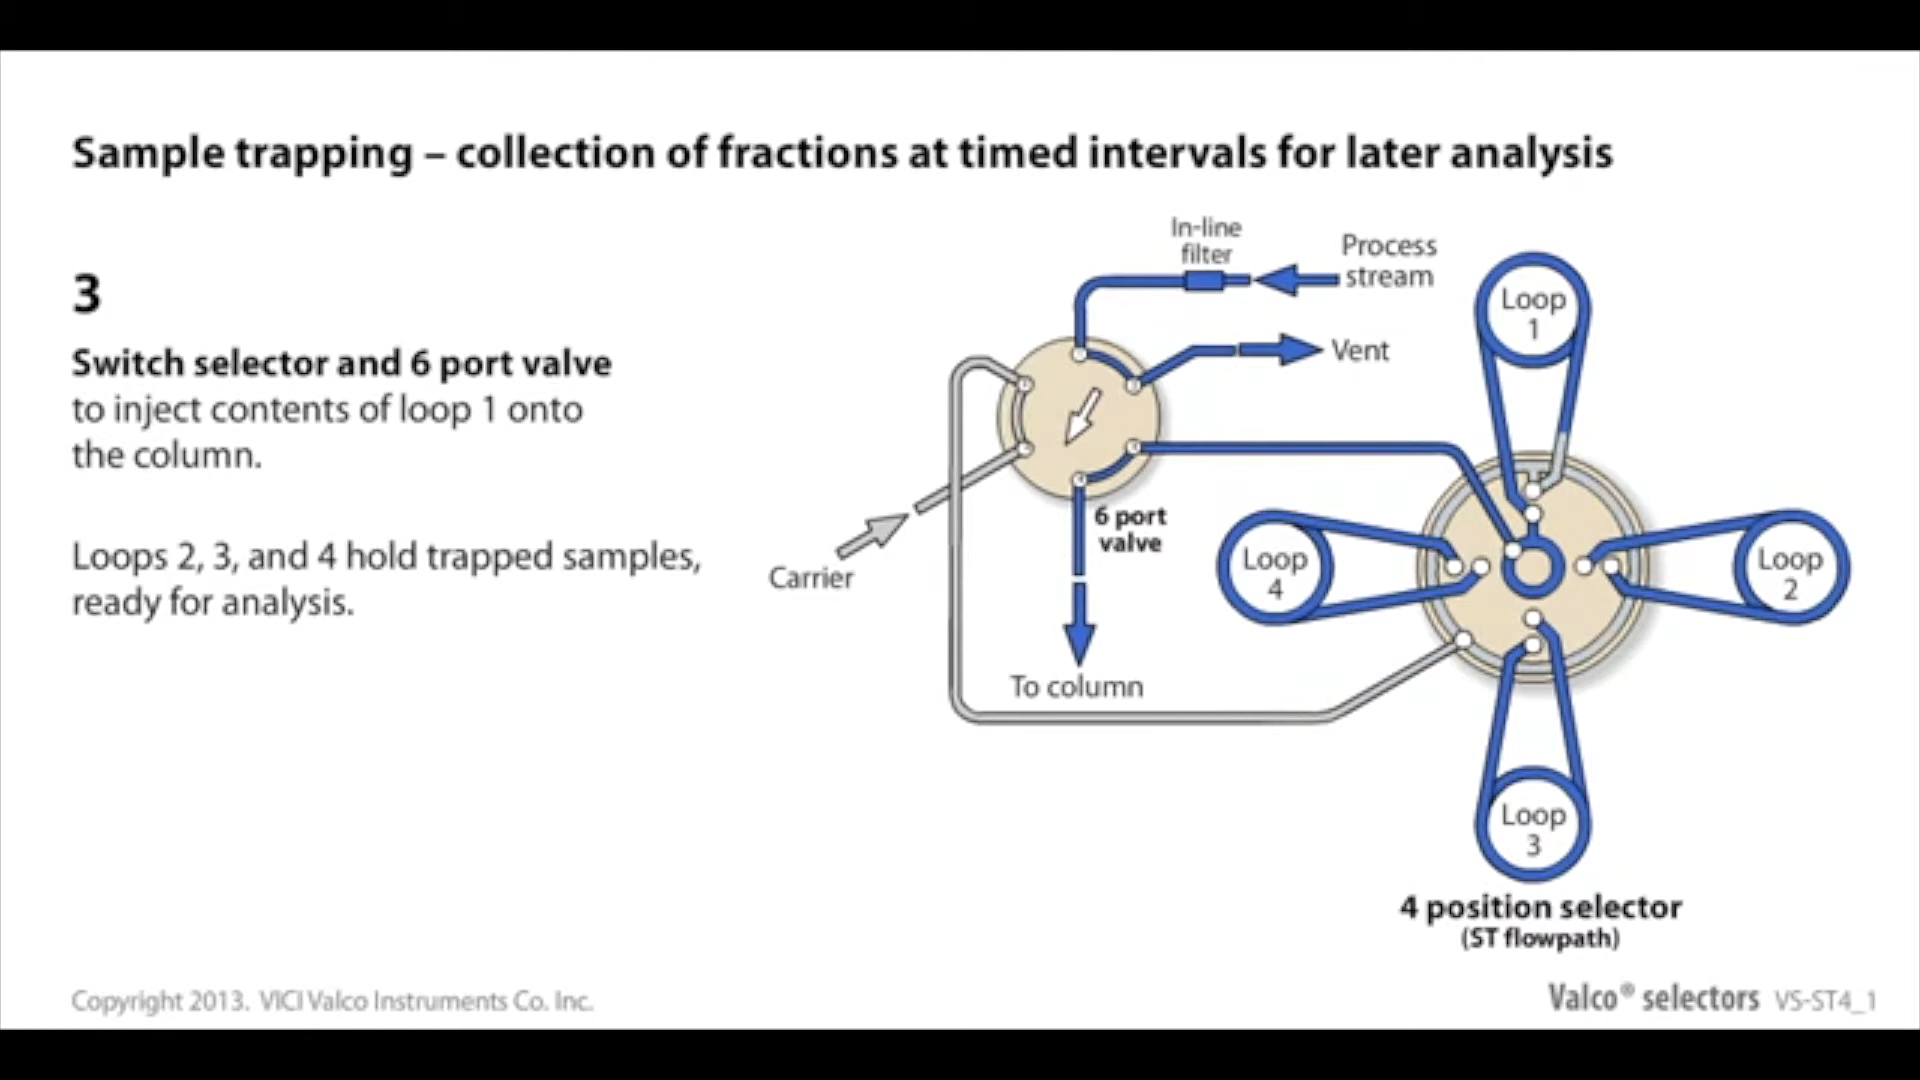 Sample trapping – collection of fractions at timed intervals for later analysis
3
Switch selector and 6 port valve
to inject contents of loop 1 onto
the column.
Loops 2, 3, and 4 hold trapped samples,
ready for analysis.
In-line
filter
Process
stream
Vent
Loop
1
6 port
valve
Carrier
To column
Loop
4
Loop
2
Loop
3
4 position selector
(ST flowpath)
Copyright 2013. VICI Valco Instruments Co. Inc.
Valco® selectors VS-ST4_1